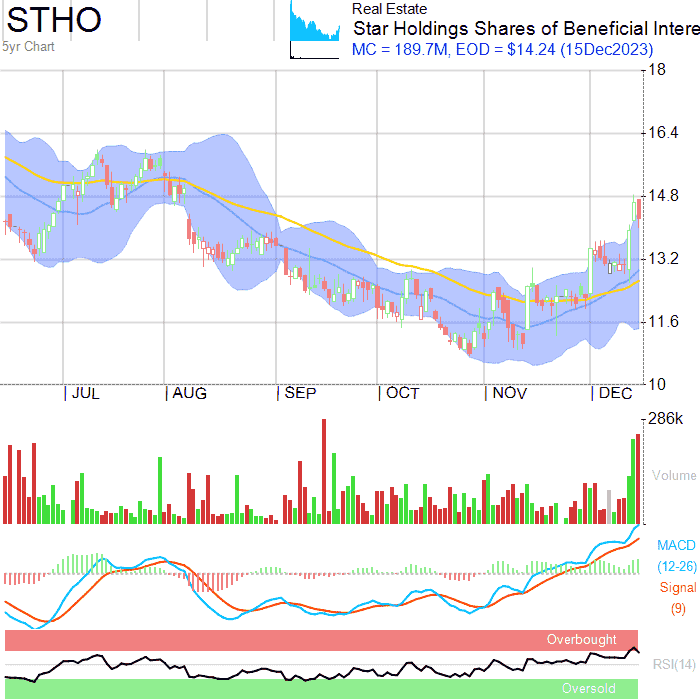 STHO
5yr Chart
Real Estate
Star Holdings Shares of Beneficial Intere
MC = 189.7M, EOD = $14.24 (15Dec2023)
18
16.4
14.8
13.2
11.6
10
JUL AUG SEP OCT NOV DEC
286k
Volume
MACD
(12-26)
Signal
(9)
Overbought
RSI(14)
Oversold